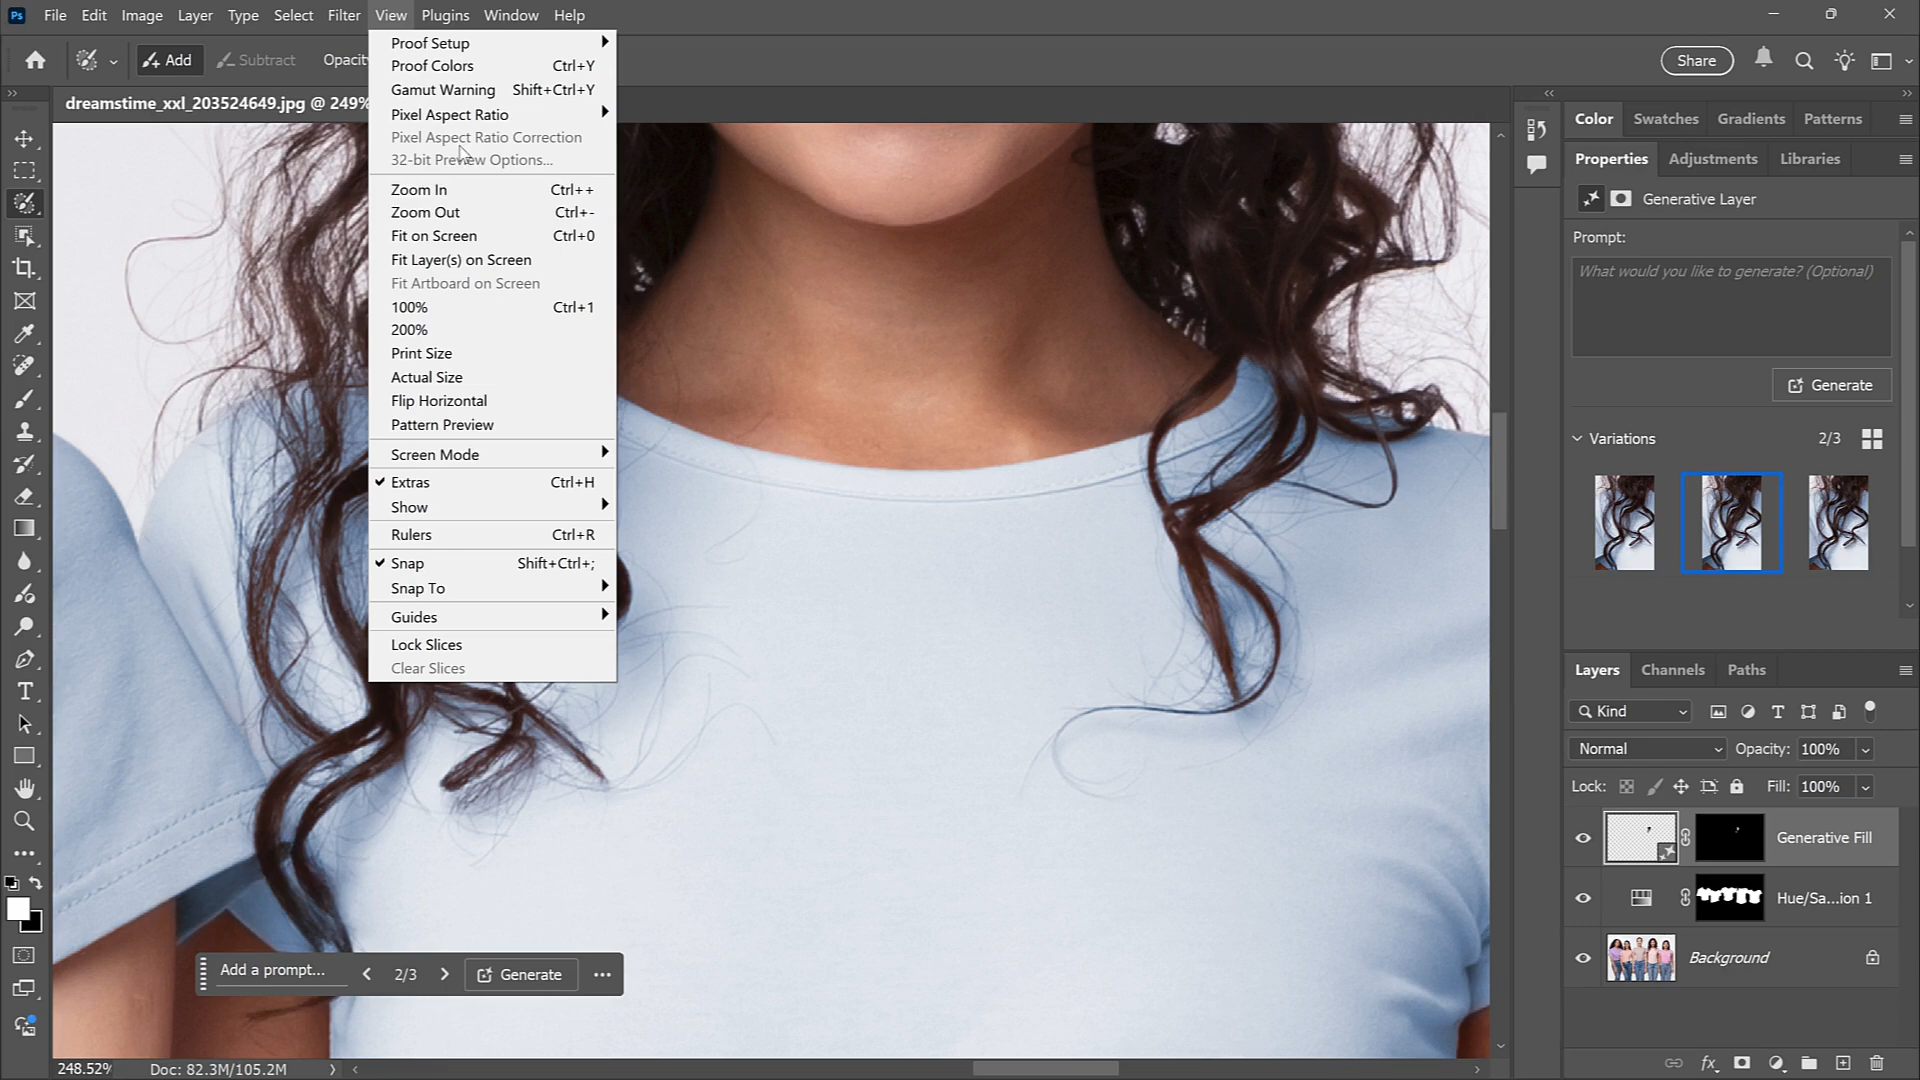 Ps File Edit Image Layer Type Select Filter View Plugins Window Help
Add Subtract Opacity Share
dreamstime_xxl_203524649.jpg @ 249%
Proof Setup
Proof Colors Ctrl+Y
Gamut Warning Shift+Ctrl+Y
Pixel Aspect Ratio
Pixel Aspect Ratio Correction
32-bit Preview Options...
Zoom In Ctrl++
Zoom Out Ctrl+-
Fit on Screen Ctrl+0
Fit Layer(s) on Screen
Fit Artboard on Screen
100% Ctrl+1
200%
Print Size
Actual Size
Flip Horizontal
Pattern Preview
Screen Mode
Extras Ctrl+H
Show
Rulers Ctrl+R
Snap Shift+Ctrl+;
Snap To
Guides
Lock Slices
Clear Slices
Add a prompt... 2/3 Generate
248.52% Doc: 82.3M/105.2M
Color Swatches Gradients Patterns
Properties Adjustments Libraries
Generative Layer
Prompt:
What would you like to generate? (Optional)
Generate
Variations 2/3
Layers Channels Paths
Kind
Normal Opacity: 100%
Lock: Fill: 100%
Generative Fill
Hue/Sa...ion 1
Background
fx